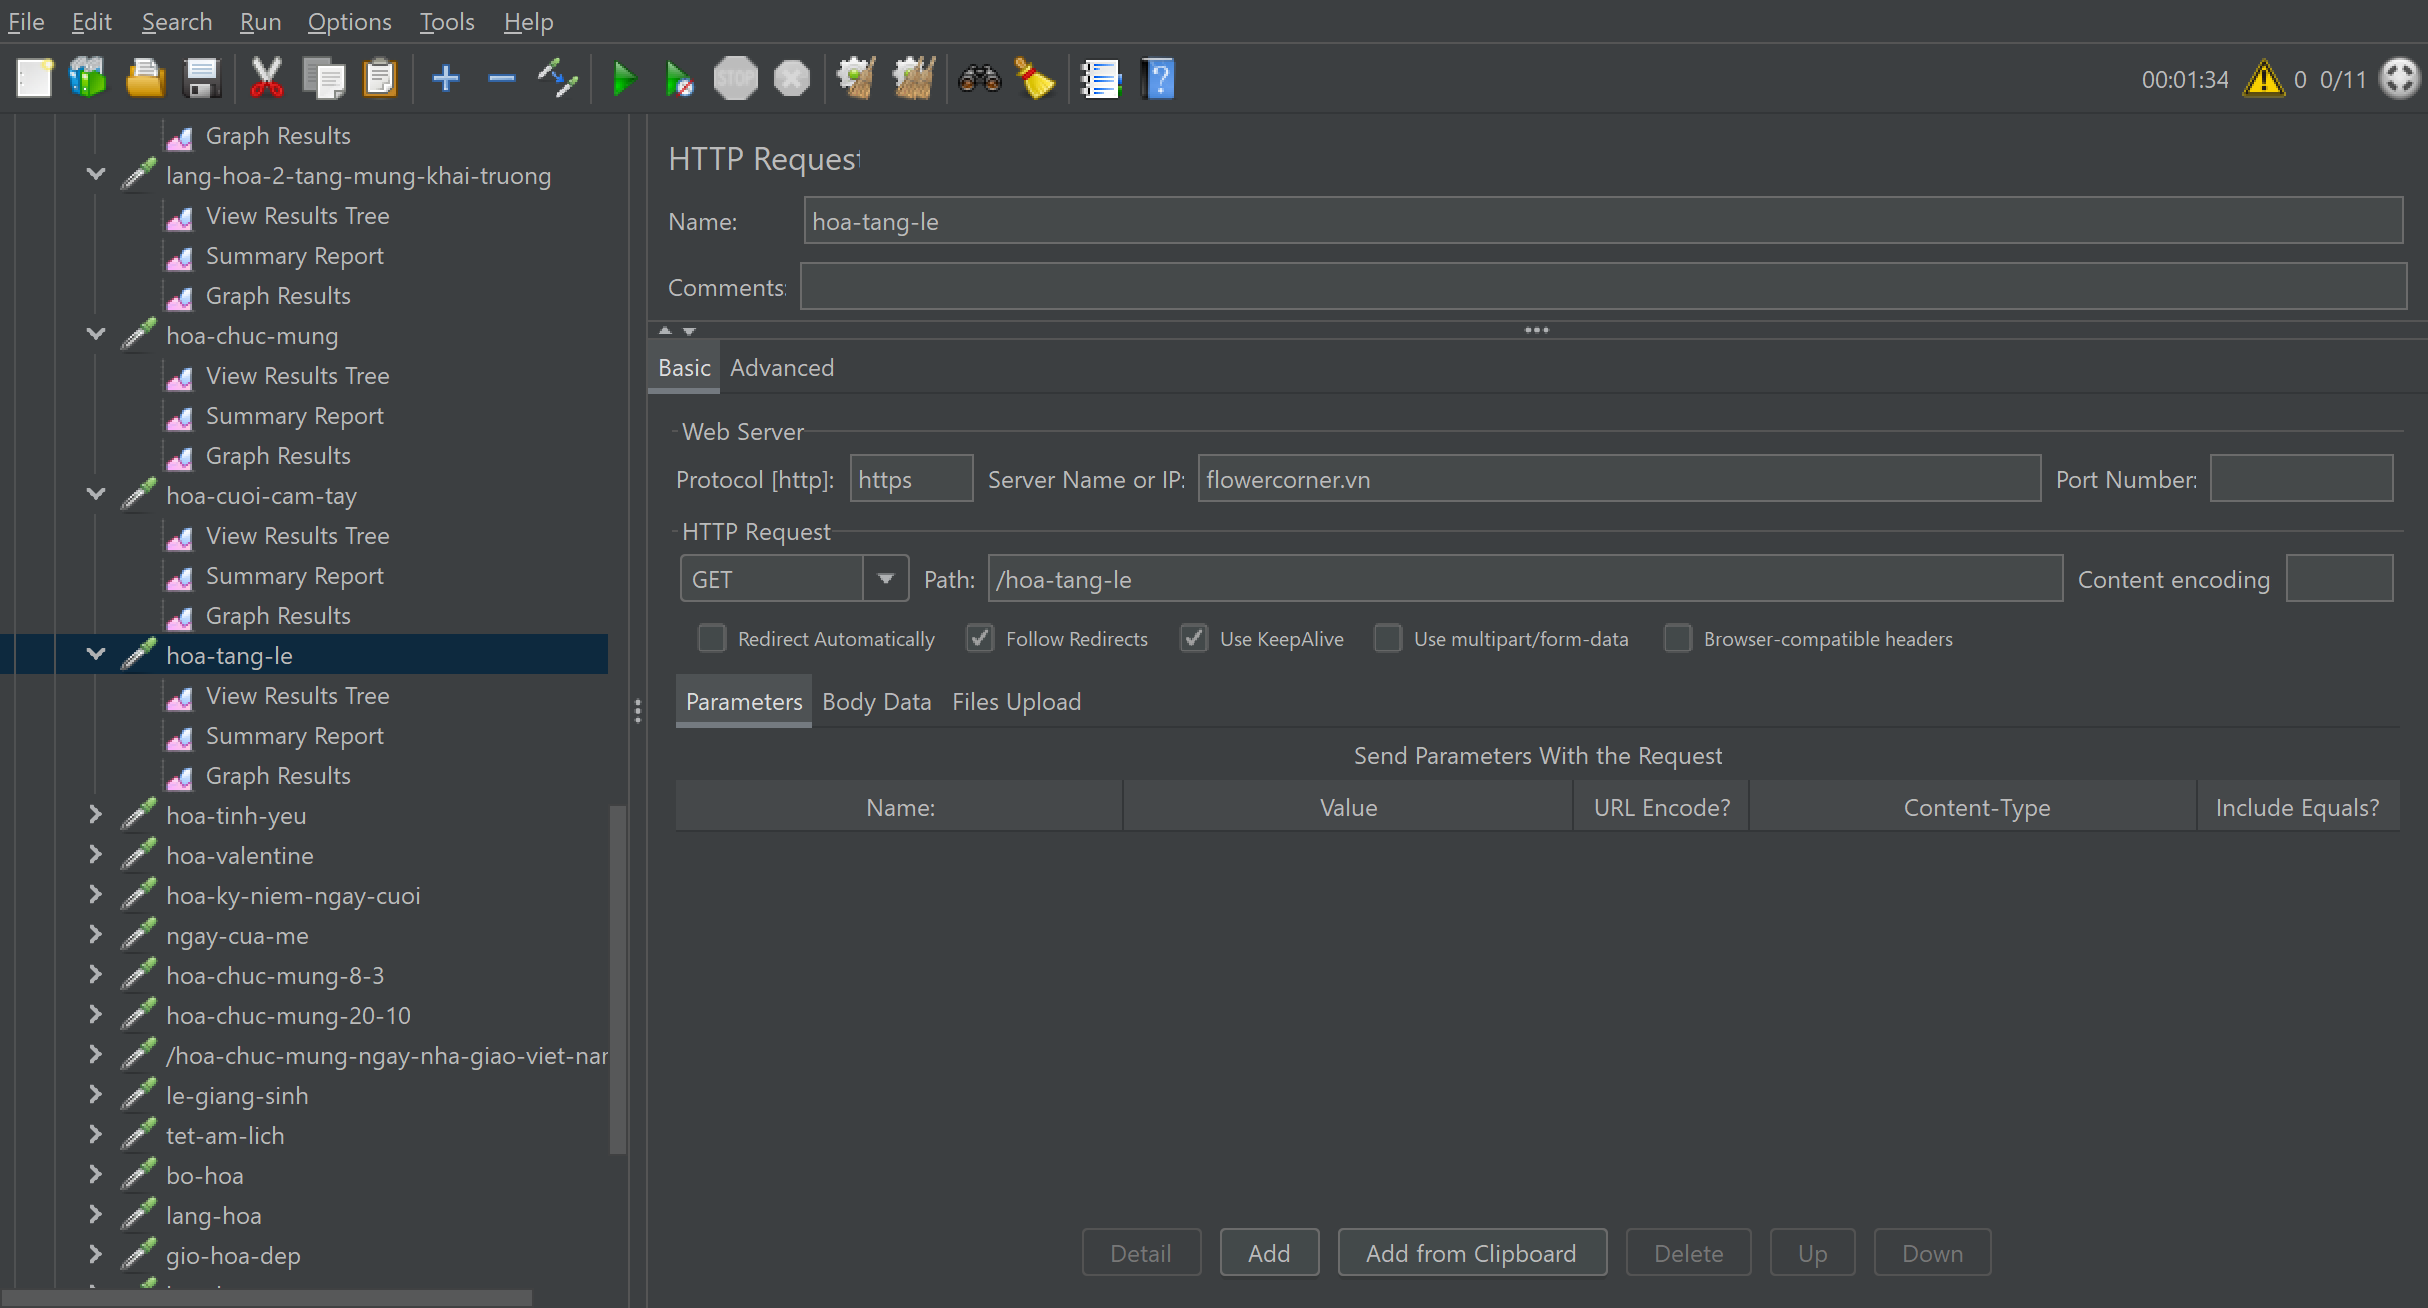 File Edit Search Run Options Tools Help
STOP
00:01:34 0 0/11
Graph Results
lang-hoa-2-tang-mung-khai-truong
View Results Tree
Summary Report
Graph Results
hoa-chuc-mung
View Results Tree
Summary Report
Graph Results
hoa-cuoi-cam-tay
View Results Tree
Summary Report
Graph Results
hoa-tang-le
View Results Tree
Summary Report
Graph Results
hoa-tinh-yeu
hoa-valentine
hoa-ky-niem-ngay-cuoi
ngay-cua-me
hoa-chuc-mung-8-3
hoa-chuc-mung-20-10
/hoa-chuc-mung-ngay-nha-giao-viet-nar
le-giang-sinh
tet-am-lich
bo-hoa
lang-hoa
gio-hoa-dep
HTTP Request
Name: hoa-tang-le
Comments:
Basic Advanced
Web Server
Protocol [http]: https Server Name or IP: flowercorner.vn Port Number:
HTTP Request
GET Path: /hoa-tang-le Content encoding
Redirect Automatically Follow Redirects Use KeepAlive Use multipart/form-data Browser-compatible headers
Parameters Body Data Files Upload
Send Parameters With the Request
Name: Value URL Encode? Content-Type Include Equals?
Detail Add Add from Clipboard Delete Up Down